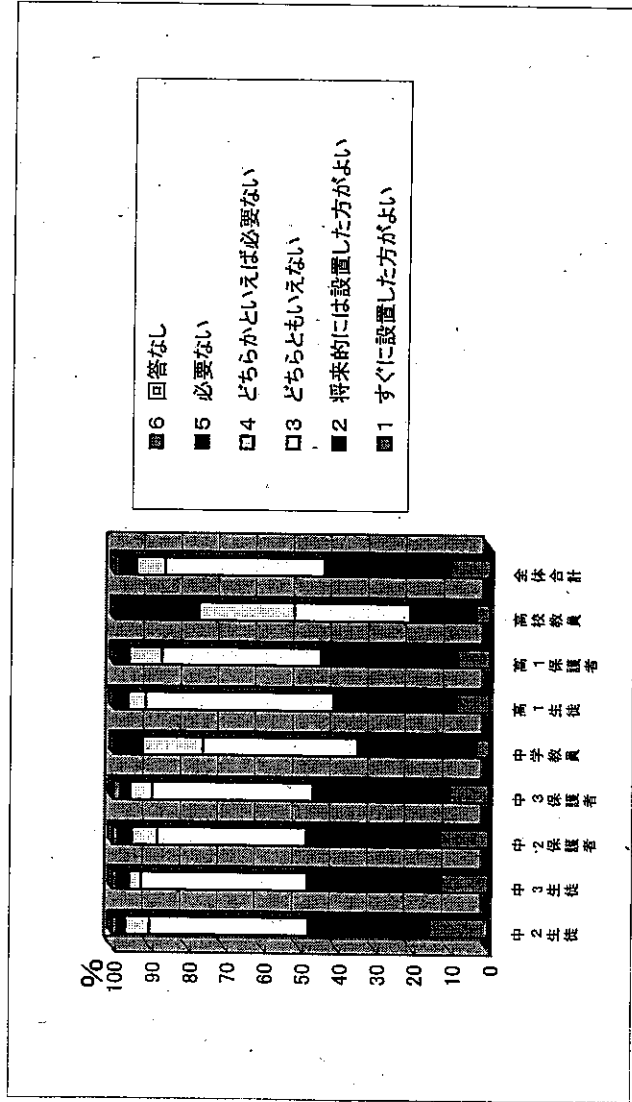 %
100
90
80
70
60
50
40
30
20
10
0
中2生徒
中3生徒
中2保護者
中3保護者
中学教員
高1生徒
高1保護者
高校教員
全体合計
■6 回答なし
■5 必要ない
□4 どちらかといえば必要ない
□3 どちらともいえない
■2 将来的には設置した方がよい
■1 すぐに設置した方がよい